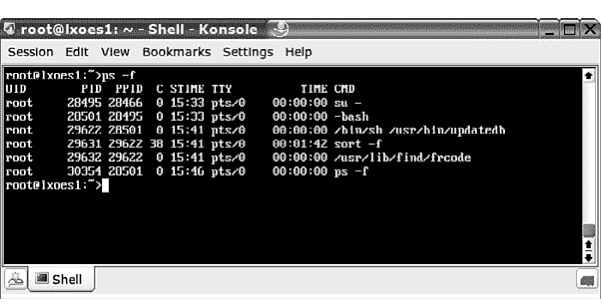 root@lxoes1: ~ - Shell - Konsole
Session Edit View Bookmarks Settings Help
root@lxoes1:~>ps -f
UID PID PPID C STIME TTY TIME CMD
root 28495 28466 0 15:33 pts/0 00:00:00 su -
root 28501 28495 0 15:33 pts/0 00:00:00 -bash
root 29622 28501 0 15:41 pts/0 00:00:00 /bin/sh /usr/bin/updatedb
root 29631 29622 38 15:41 pts/0 00:01:42 sort -f
root 29632 29622 0 15:41 pts/0 00:00:00 /usr/lib/find/frcode
root 30354 28501 0 15:46 pts/0 00:00:00 ps -f
root@lxoes1:~>
Shell